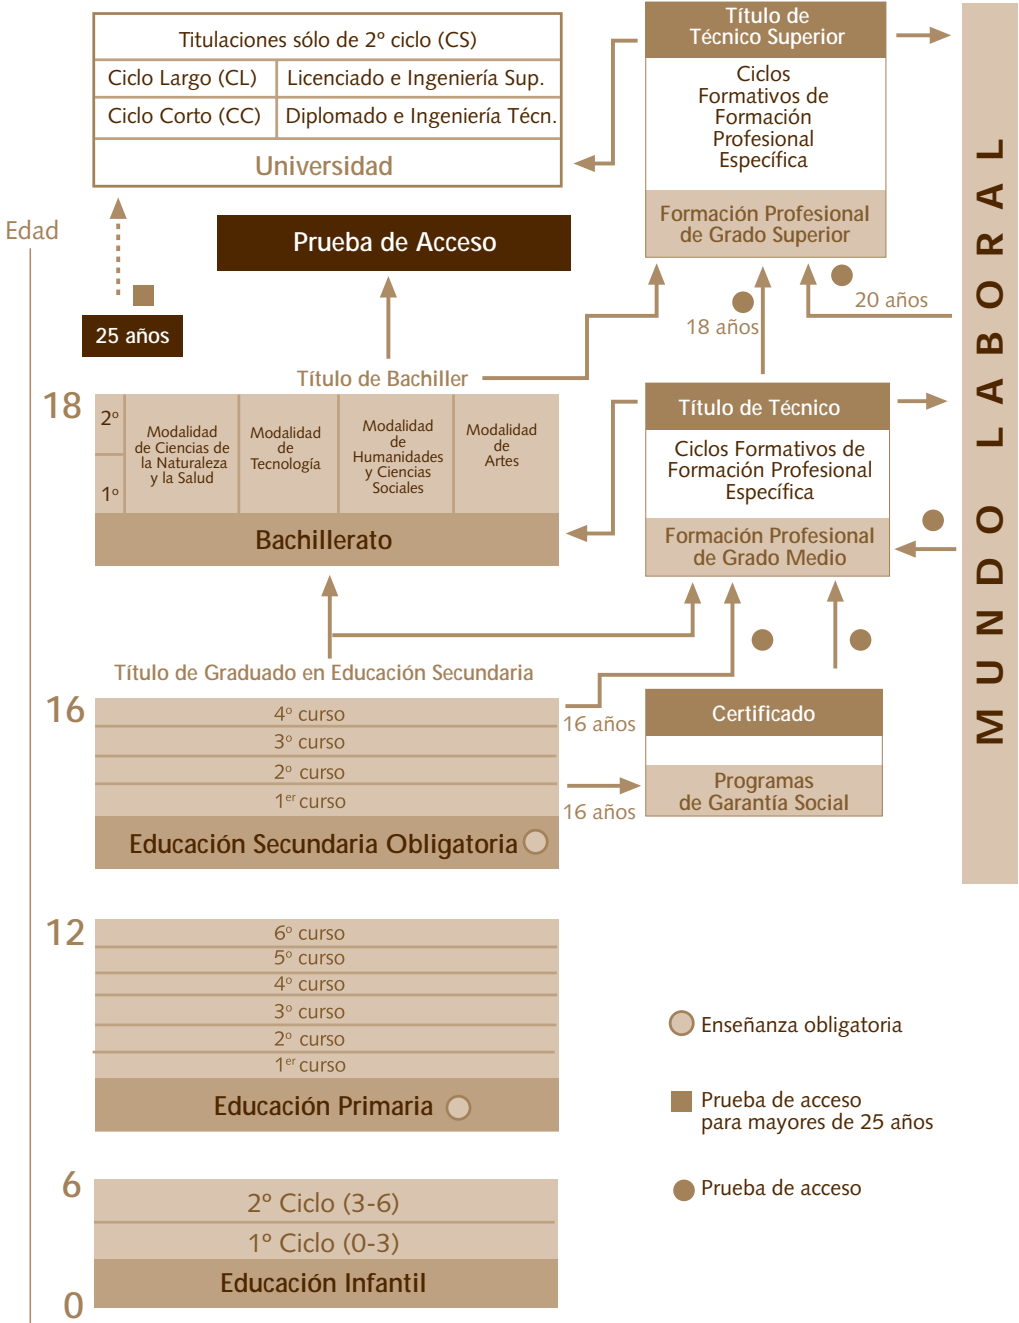 Titulaciones sólo de 2º ciclo (CS)
Ciclo Largo (CL)
Licenciado e Ingeniería Sup.
Ciclo Corto (CC)
Diplomado e Ingeniería Técn.
Universidad
Título de
Técnico Superior
Ciclos
Formativos de
Formación
Profesional
Específica
Formación Profesional
de Grado Superior
Edad
Prueba de Acceso
25 años
18 años
20 años
Título de Bachiller
18
2º
1º
Modalidad
de Ciencias de
la Naturaleza
y la Salud
Modalidad
de
Tecnología
Modalidad
de
Humanidades
y Ciencias
Sociales
Modalidad
de
Artes
Bachillerato
Título de Técnico
Ciclos Formativos de
Formación Profesional
Específica
Formación Profesional
de Grado Medio
MUNDO LABORAL
Título de Graduado en Educación Secundaria
16
4º curso
3º curso
2º curso
1er curso
Educación Secundaria Obligatoria
16 años
16 años
Certificado
Programas
de Garantía Social
12
6º curso
5º curso
4º curso
3º curso
2º curso
1er curso
Educación Primaria
Enseñanza obligatoria
Prueba de acceso
para mayores de 25 años
Prueba de acceso
6
2º Ciclo (3-6)
1º Ciclo (0-3)
Educación Infantil
0